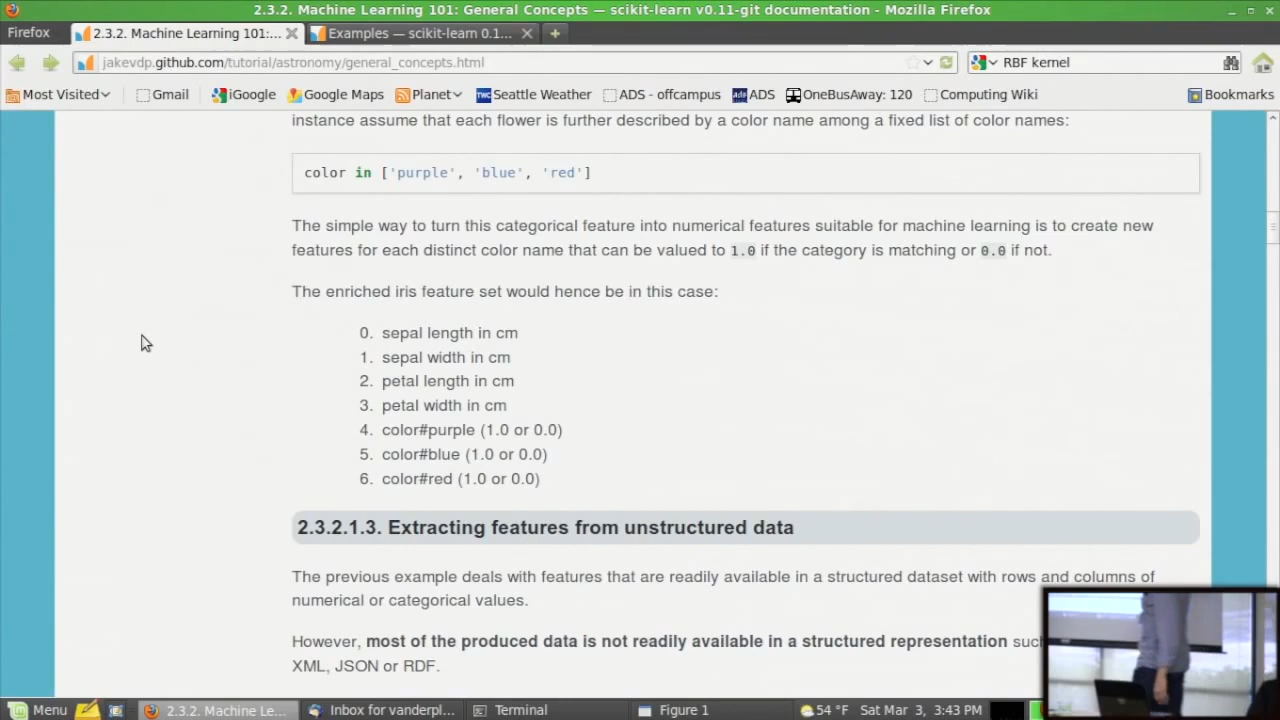 2.3.2. Machine Learning 101: General Concepts — scikit-learn v0.11-git documentation - Mozilla Firefox
Firefox
2.3.2. Machine Learning 101:...
Examples — scikit-learn 0.1...
jakevdp.github.com/tutorial/astronomy/general_concepts.html
RBF kernel
Most Visited
Gmail
iGoogle
Google Maps
Planet
TWC Seattle Weather
ADS - offcampus
ADS
OneBusAway: 120
Computing Wiki
Bookmarks
instance assume that each flower is further described by a color name among a fixed list of color names:
color in ['purple', 'blue', 'red']
The simple way to turn this categorical feature into numerical features suitable for machine learning is to create new
features for each distinct color name that can be valued to 1.0 if the category is matching or 0.0 if not.
The enriched iris feature set would hence be in this case:
0. sepal length in cm
1. sepal width in cm
2. petal length in cm
3. petal width in cm
4. color#purple (1.0 or 0.0)
5. color#blue (1.0 or 0.0)
6. color#red (1.0 or 0.0)
2.3.2.1.3. Extracting features from unstructured data
The previous example deals with features that are readily available in a structured dataset with rows and columns of
numerical or categorical values.
However, most of the produced data is not readily available in a structured representation such
XML, JSON or RDF.
Menu
2.3.2. Machine Le...
Inbox for vanderpl...
Terminal
Figure 1
54 °F
Sat Mar 3, 3:43 PM